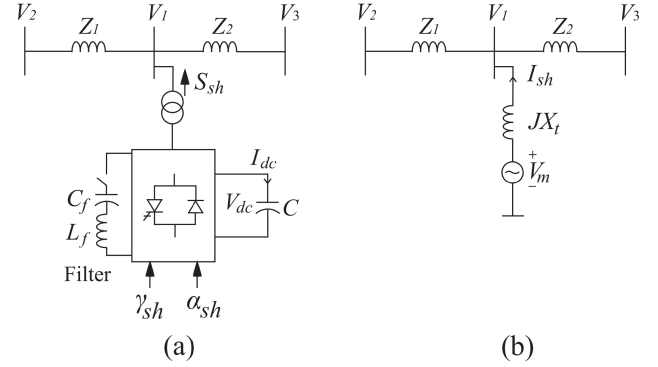 V2 Z1 V1 Z2 V3
Ssh
Idc
Cf Vdc C
Lf
Filter
γsh αsh
(a)
V2 Z1 V1 Z2 V3
Ish
JXt
+
Vm
−
(b)